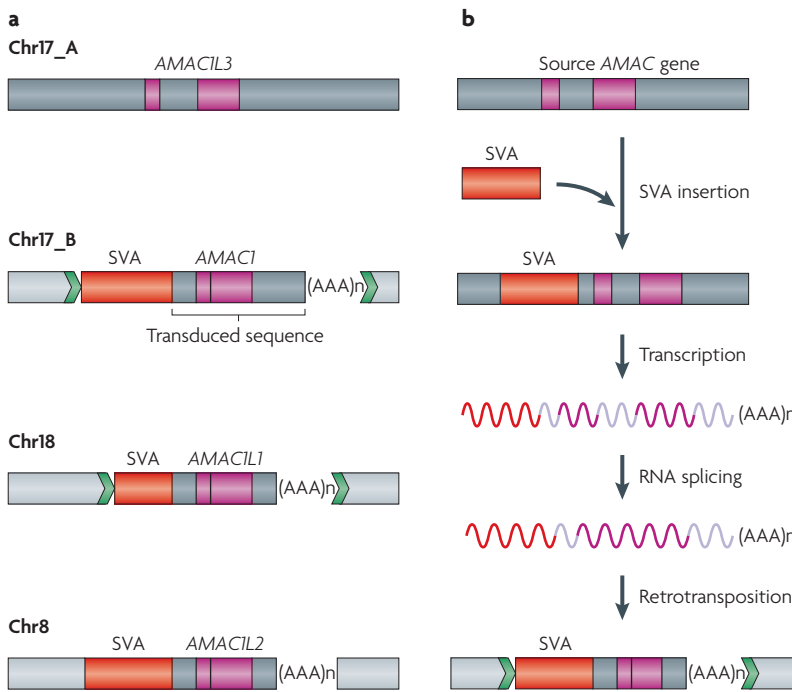 a
Chr17_A
AMAC1L3
Chr17_B
SVA AMAC1
(AAA)n
Transduced sequence
Chr18
SVA AMAC1L1
(AAA)n
Chr8
SVA AMAC1L2
(AAA)n
b
Source AMAC gene
SVA
SVA insertion
SVA
Transcription
(AAA)n
RNA splicing
(AAA)n
Retrotransposition
SVA
(AAA)n